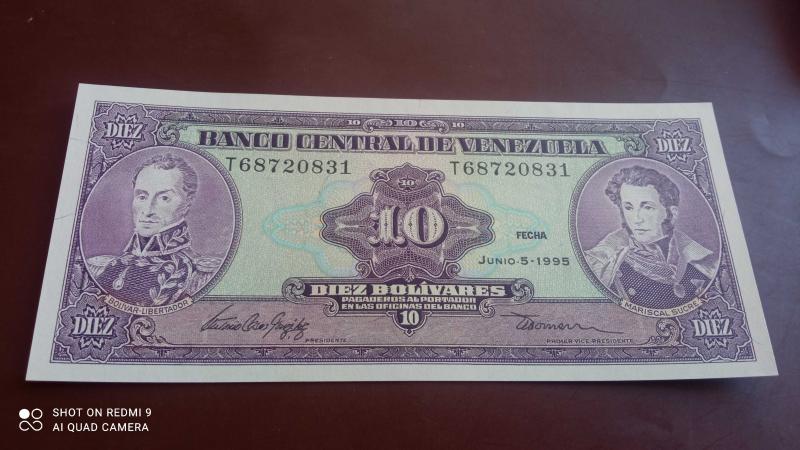 10 10 10
DIEZ DIEZ
BANCO CENTRAL DE VENEZUELA
T68720831 T68720831
10
10
FECHA
JUNIO-5-1995
DIEZ BOLÍVARES
PAGADEROS AL PORTADOR
EN LAS OFICINAS DEL BANCO
BOLÍVAR-LIBERTADOR MARISCAL SUCRE
DIEZ 10 DIEZ
PRESIDENTE PRIMER VICE-PRESIDENTE
SHOT ON REDMI 9
AI QUAD CAMERA